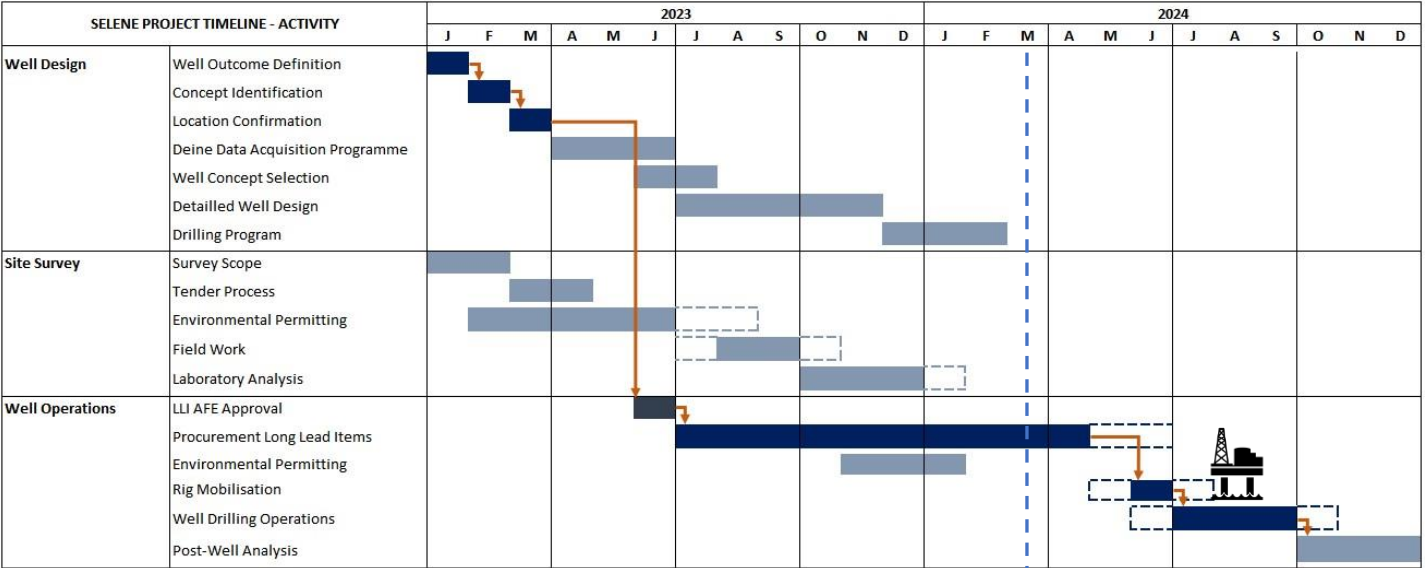 SELENE PROJECT TIMELINE - ACTIVITY 2023 2024
J F M A M J J A S O N D J F M A M J J A S O N D
Well Design Well Outcome Definition
Concept Identification
Location Confirmation
Deine Data Acquisition Programme
Well Concept Selection
Detailled Well Design
Drilling Program
Site Survey Survey Scope
Tender Process
Environmental Permitting
Field Work
Laboratory Analysis
Well Operations LLI AFE Approval
Procurement Long Lead Items
Environmental Permitting
Rig Mobilisation
Well Drilling Operations
Post-Well Analysis